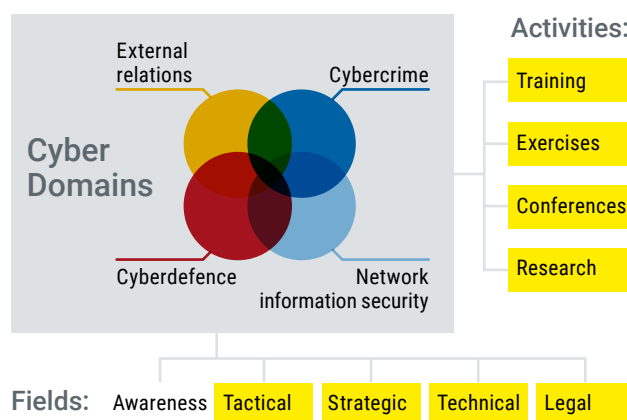 Activities:
External
relations
Cybercrime
Training
Cyber
Domains
Exercises
Conferences
Research
Cyberdefence
Network
information security
Fields: Awareness Tactical Strategic Technical Legal